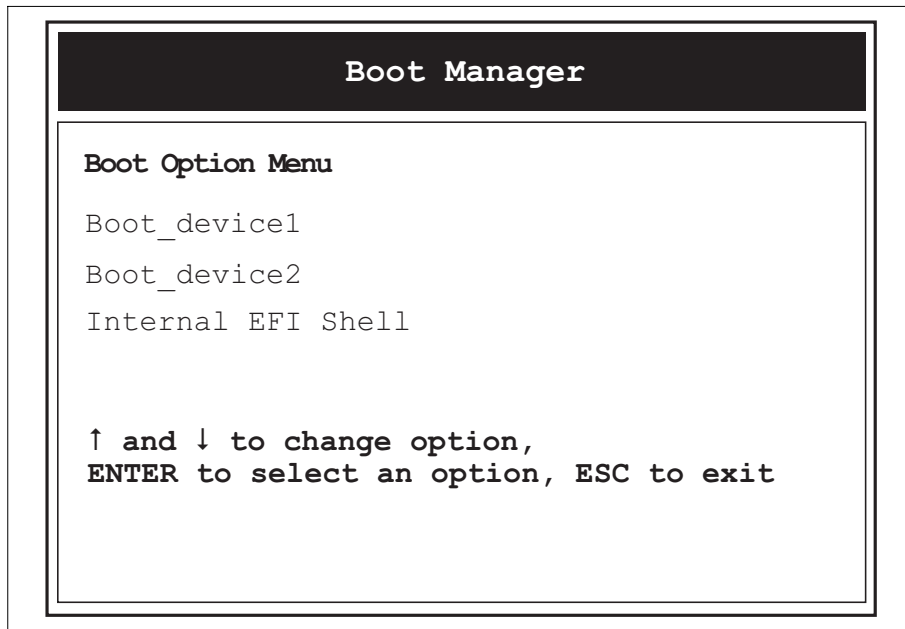 Boot Manager
Boot Option Menu
Boot_device1
Boot_device2
Internal EFI Shell
↑ and ↓ to change option,
ENTER to select an option, ESC to exit